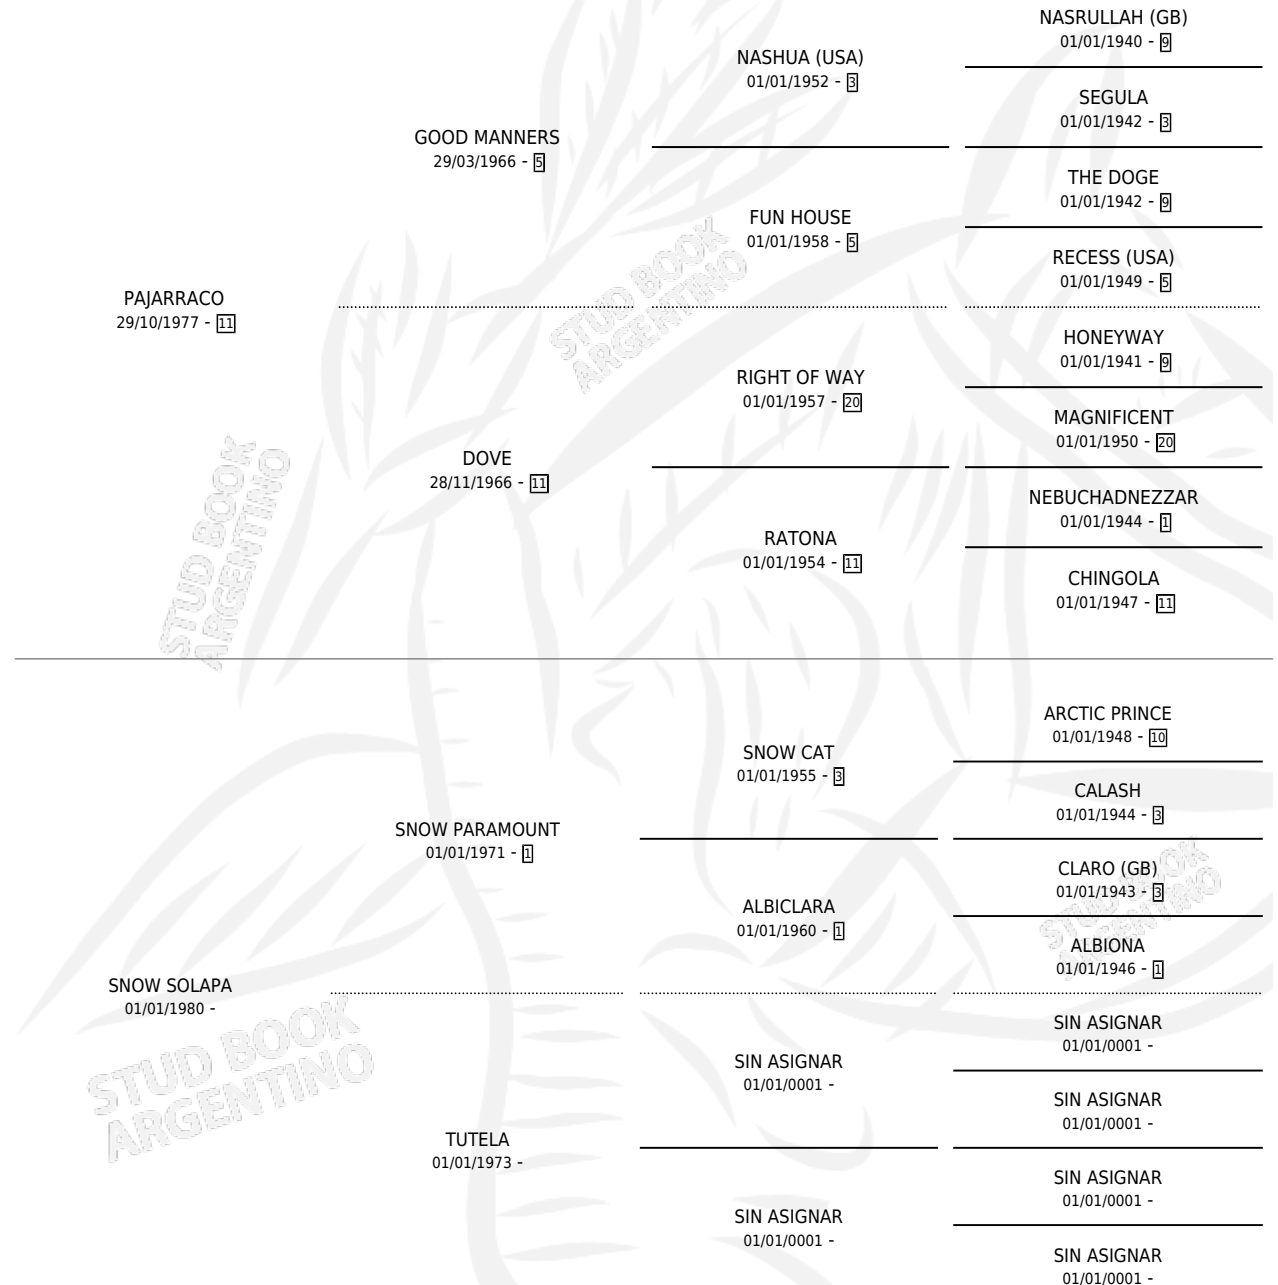 NASRULLAH (GB)
01/01/1940 - 9
NASHUA (USA)
01/01/1952 - 3
SEGULA
01/01/1942 - 3
GOOD MANNERS
29/03/1966 - 5
THE DOGE
01/01/1942 - 9
FUN HOUSE
01/01/1958 - 5
RECESS (USA)
01/01/1949 - 5
PAJARRACO
29/10/1977 - 11
HONEYWAY
01/01/1941 - 9
RIGHT OF WAY
01/01/1957 - 20
MAGNIFICENT
01/01/1950 - 20
DOVE
28/11/1966 - 11
NEBUCHADNEZZAR
01/01/1944 - 1
RATONA
01/01/1954 - 11
CHINGOLA
01/01/1947 - 11
STUD BOOK
ARGENTINO
STUD BOOK
ARGENTINO
ARCTIC PRINCE
01/01/1948 - 10
SNOW CAT
01/01/1955 - 3
CALASH
01/01/1944 - 3
SNOW PARAMOUNT
01/01/1971 - 1
CLARO (GB)
01/01/1943 - 3
ALBICLARA
01/01/1960 - 1
ALBIONA
01/01/1946 - 1
STUD BOOK
ARGENTINO
SNOW SOLAPA
01/01/1980 -
SIN ASIGNAR
01/01/0001 -
SIN ASIGNAR
01/01/0001 -
SIN ASIGNAR
01/01/0001 -
STUD BOOK
ARGENTINO
TUTELA
01/01/1973 -
SIN ASIGNAR
01/01/0001 -
SIN ASIGNAR
01/01/0001 -
SIN ASIGNAR
01/01/0001 -